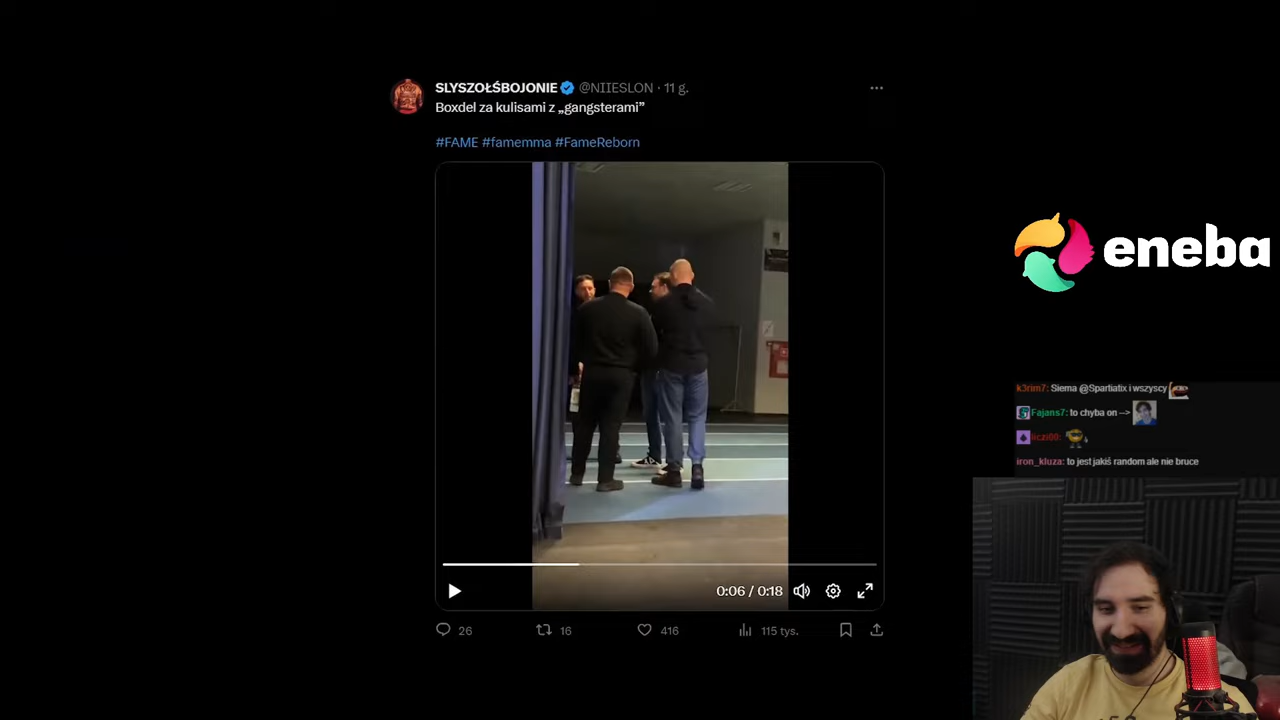 SLYSZOŁŚBOJONIE @NIIESLON · 11 g.
Boxdel za kulisami z „gangsterami”
#FAME #famemma #FameReborn
0:06 / 0:18
26 16 416 115 tys.
eneba
k3rim7: Siema @Spartiatix i wszyscy
Fajans7: to chyba on -->
liczi00:
iron_kluza: to jest jakiś random ale nie bruce